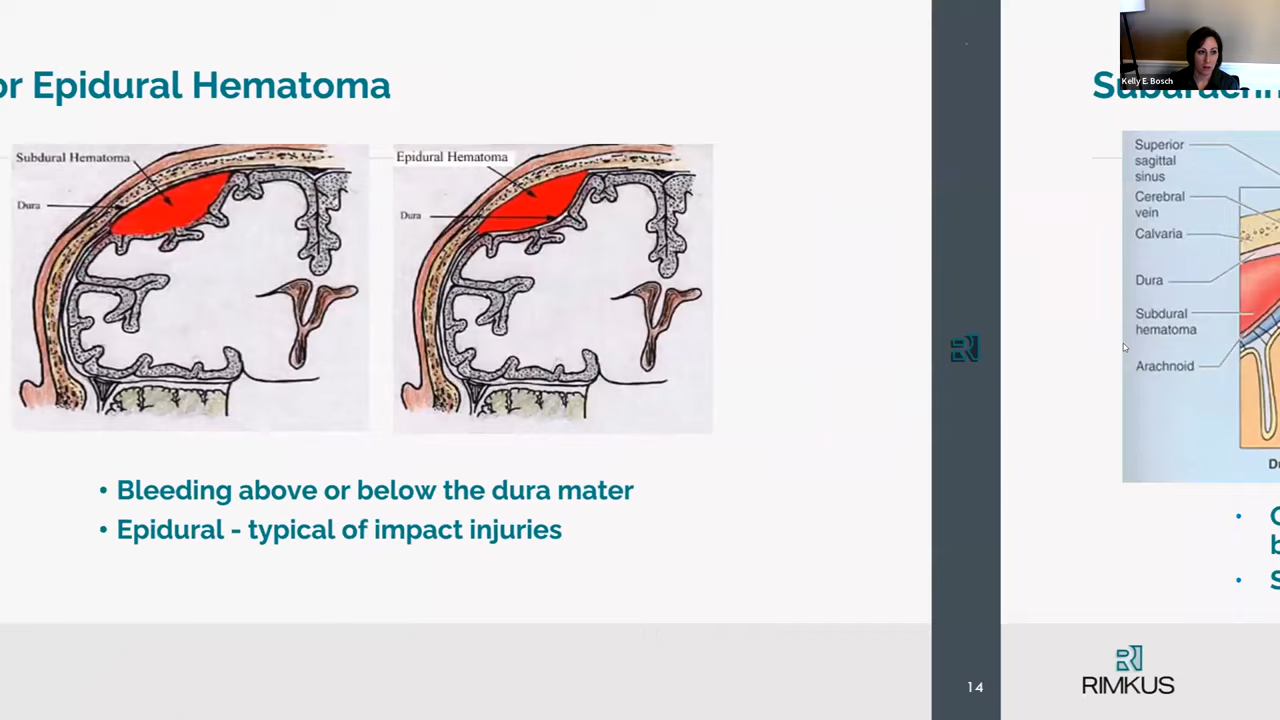 or Epidural Hematoma
Subdural Hematoma
Dura
Epidural Hematoma
Dura
• Bleeding above or below the dura mater
• Epidural - typical of impact injuries
14
Kelly E. Bosch
Superior
sagittal
sinus
Cerebral
vein
Calvaria
Dura
Subdural
hematoma
Arachnoid
RIMKUS